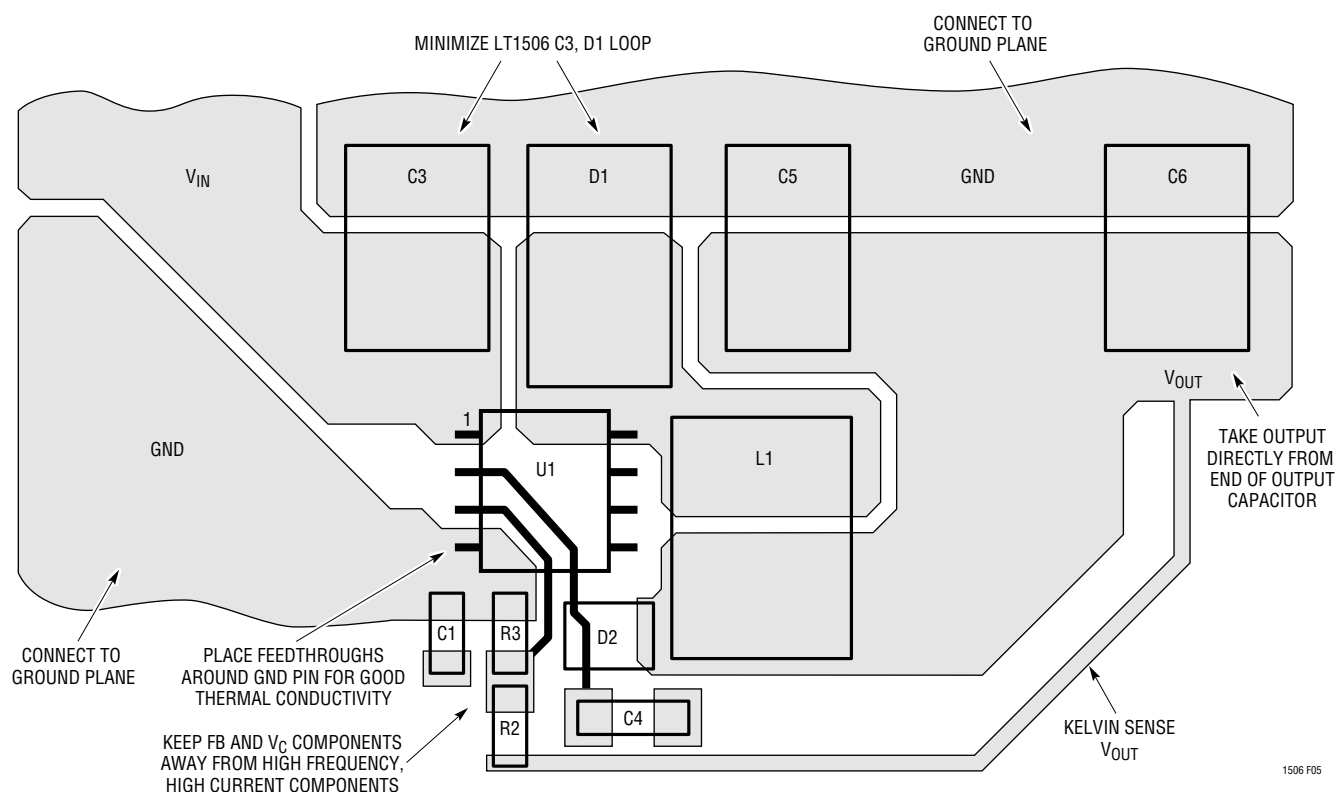 MINIMIZE LT1506 C3, D1 LOOP
CONNECT TO
GROUND PLANE
VIN
C3
D1
C5
GND
C6
VOUT
TAKE OUTPUT
DIRECTLY FROM
END OF OUTPUT
CAPACITOR
1
U1
L1
GND
C1
R3
D2
CONNECT TO
GROUND PLANE
PLACE FEEDTHROUGHS
AROUND GND PIN FOR GOOD
THERMAL CONDUCTIVITY
R2
C4
KEEP FB AND VC COMPONENTS
AWAY FROM HIGH FREQUENCY,
HIGH CURRENT COMPONENTS
KELVIN SENSE
VOUT
1506 F05